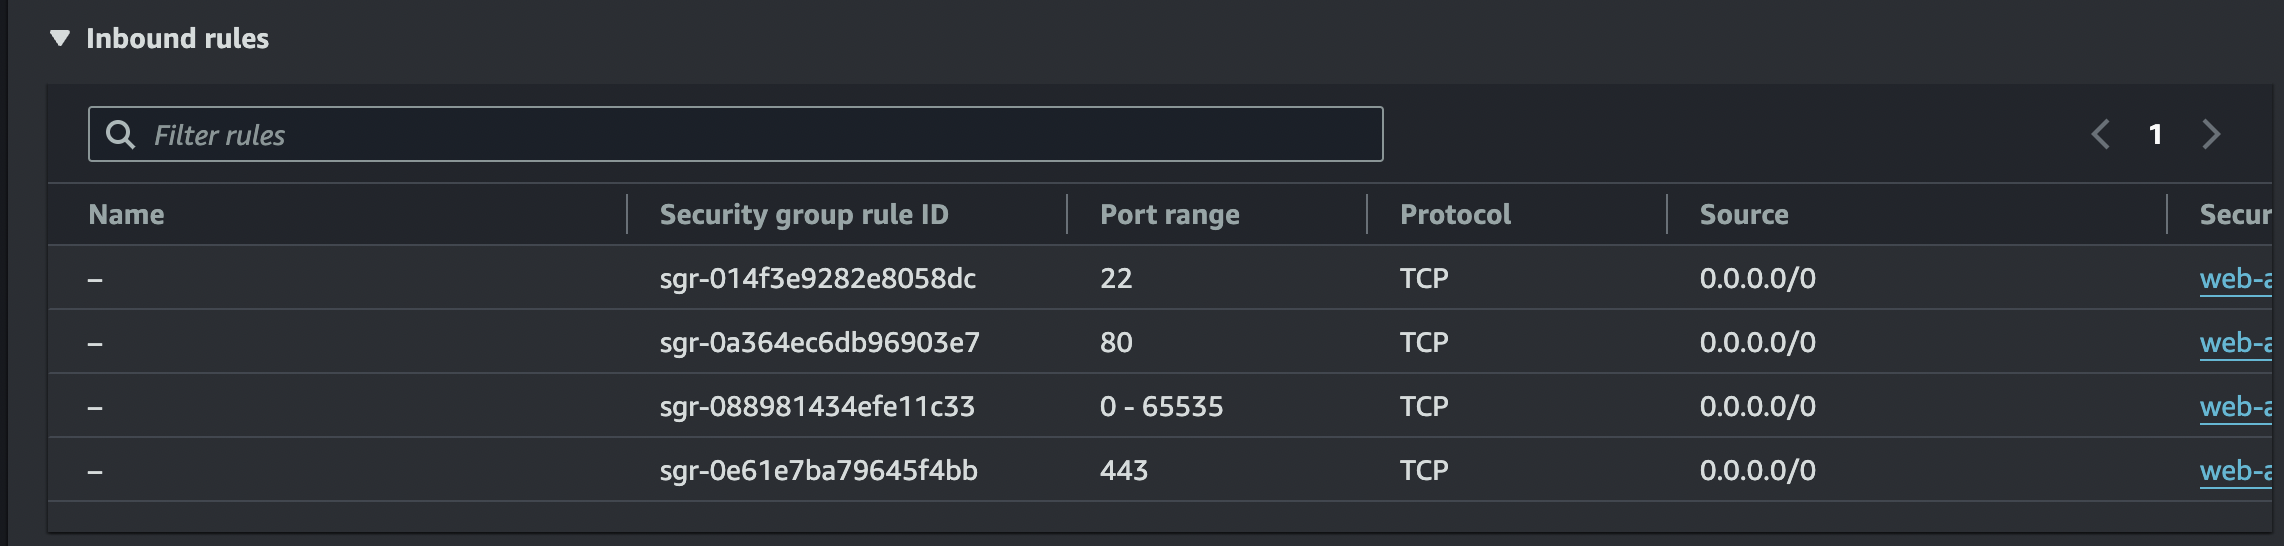 Inbound rules
Filter rules
1
Name Security group rule ID Port range Protocol Source Secur
– sgr-014f3e9282e8058dc 22 TCP 0.0.0.0/0 web-a
– sgr-0a364ec6db96903e7 80 TCP 0.0.0.0/0 web-a
– sgr-088981434efe11c33 0 - 65535 TCP 0.0.0.0/0 web-a
– sgr-0e61e7ba79645f4bb 443 TCP 0.0.0.0/0 web-a